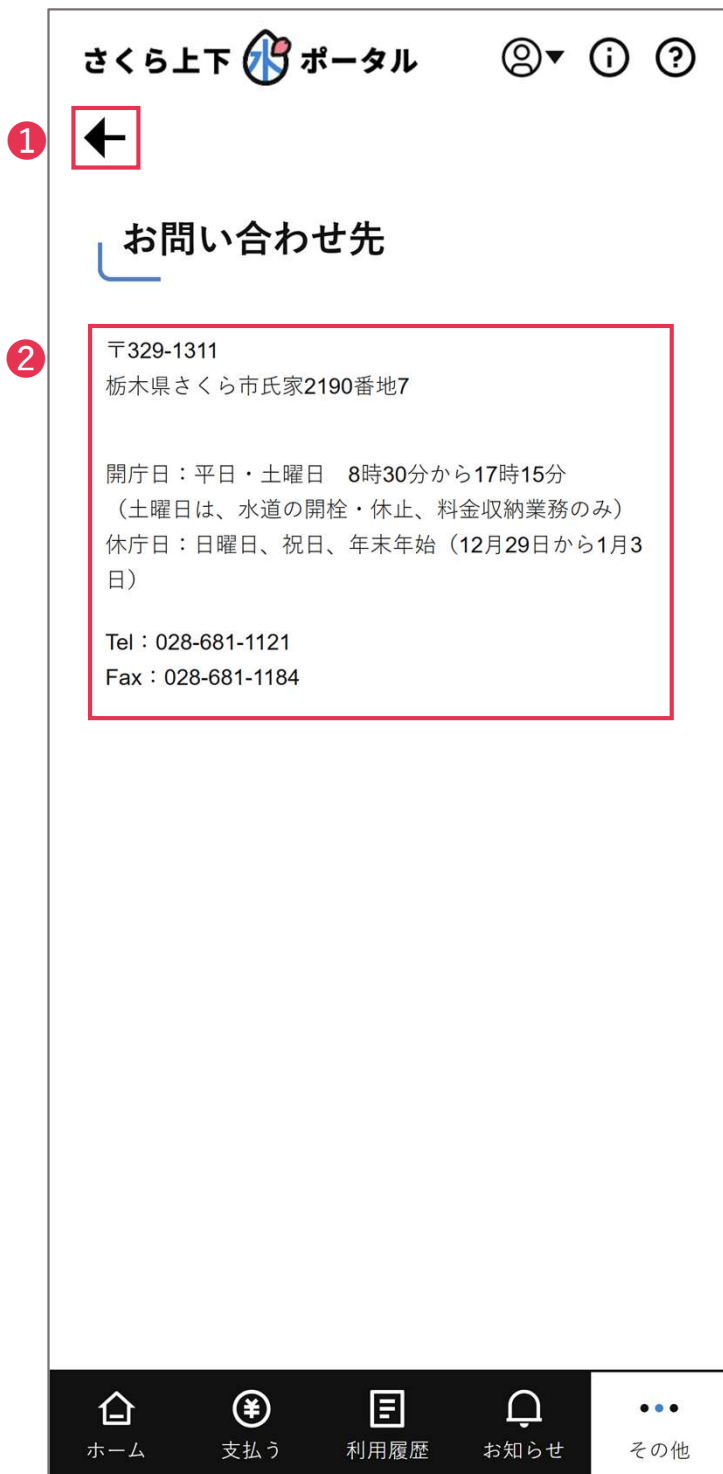 さくら上下水ポータル
1
お問い合わせ先
2
〒329-1311
栃木県さくら市氏家2190番地7
開庁日：平日・土曜日　8時30分から17時15分
（土曜日は、水道の開栓・休止、料金収納業務のみ）
休庁日：日曜日、祝日、年末年始（12月29日から1月3
日）
Tel：028-681-1121
Fax：028-681-1184
ホーム 支払う 利用履歴 お知らせ その他